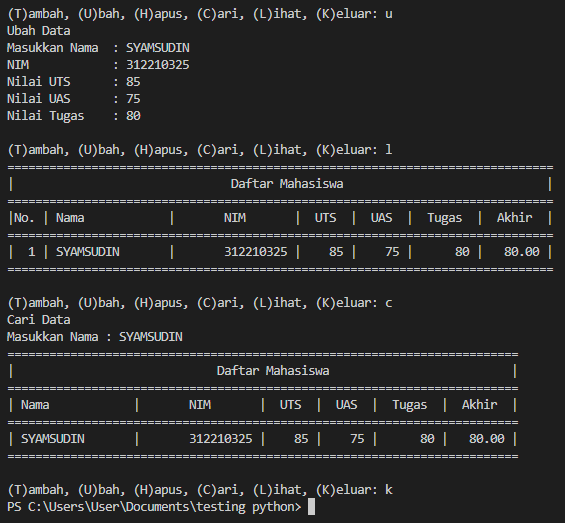 (T)ambah, (U)bah, (H)apus, (C)ari, (L)ihat, (K)eluar: u
Ubah Data
Masukkan Nama  : SYAMSUDIN
NIM            : 312210325
Nilai UTS      : 85
Nilai UAS      : 75
Nilai Tugas    : 80

(T)ambah, (U)bah, (H)apus, (C)ari, (L)ihat, (K)eluar: l
==============================================================================
|                               Daftar Mahasiswa                             |
==============================================================================
|No. | Nama            |       NIM       |  UTS  |  UAS  |  Tugas  |  Akhir  |
==============================================================================
|  1 | SYAMSUDIN       |       312210325 |    85 |    75 |      80 |   80.00 |
==============================================================================

(T)ambah, (U)bah, (H)apus, (C)ari, (L)ihat, (K)eluar: c
Cari Data
Masukkan Nama : SYAMSUDIN
=========================================================================
|                             Daftar Mahasiswa                          |
=========================================================================
| Nama            |       NIM       |  UTS  |  UAS  |  Tugas  |  Akhir  |
=========================================================================
| SYAMSUDIN       |       312210325 |    85 |    75 |      80 |   80.00 |
=========================================================================

(T)ambah, (U)bah, (H)apus, (C)ari, (L)ihat, (K)eluar: k
PS C:\Users\User\Documents\testing python>